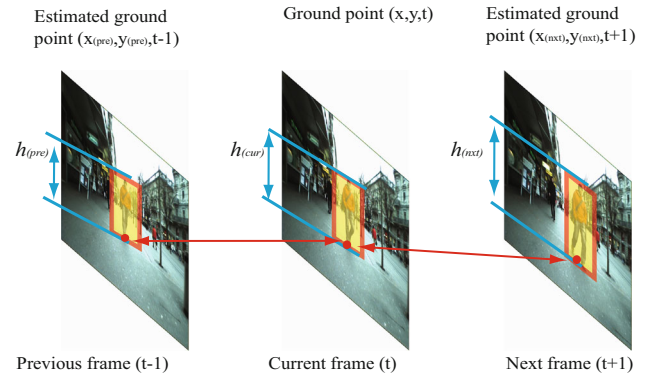 Estimated ground
point (x(pre),y(pre),t-1)
Ground point (x,y,t)
Estimated ground
point (x(nxt),y(nxt),t+1)
h(pre)
h(cur)
h(nxt)
Previous frame (t-1)
Current frame (t)
Next frame (t+1)